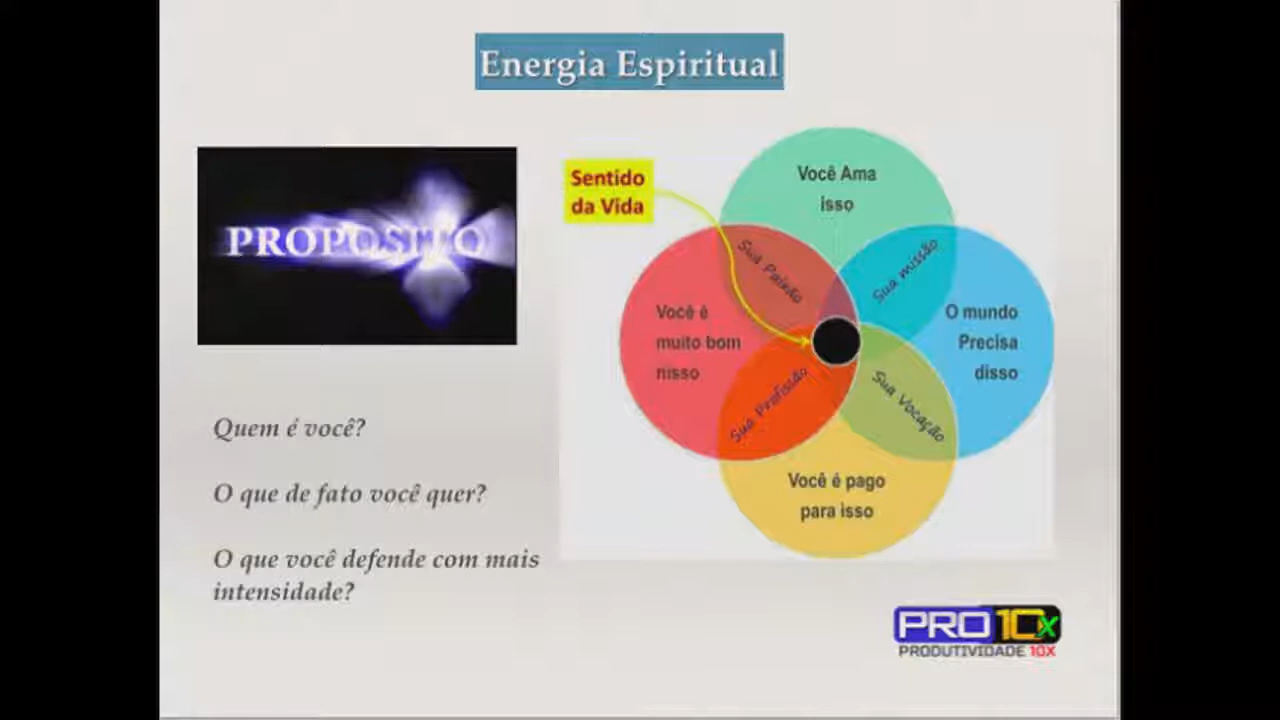 Energia Espiritual
PROPOSITO
Sentido
da Vida
Você Ama
isso
Sua Paixão
Sua missão
Você é
muito bom
nisso
O mundo
Precisa
disso
Sua Profissão
Sua Vocação
Você é pago
para isso
Quem é você?
O que de fato você quer?
O que você defende com mais
intensidade?
PRO10x
PRODUTIVIDADE 10X